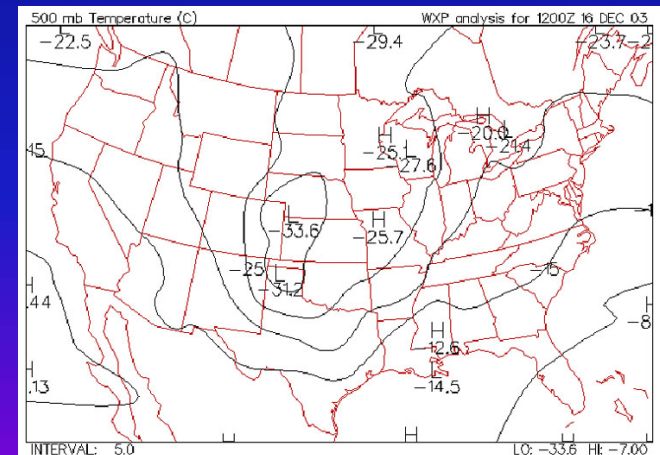 500 mb Temperature (C) WXP analysis for 1200Z 16 DEC 03
-22.5 -29.4 -23.7 -2
H
-20.0
H L
-25. -24.4
L
-27.6
45
L H
-33.6 -25.7 -1
-25 L -15
-31.2
H H
.44 -8
H
-12.6
H L
.13 -14.5
H
INTERVAL: 5.0 LO: -33.6 HI: -7.00